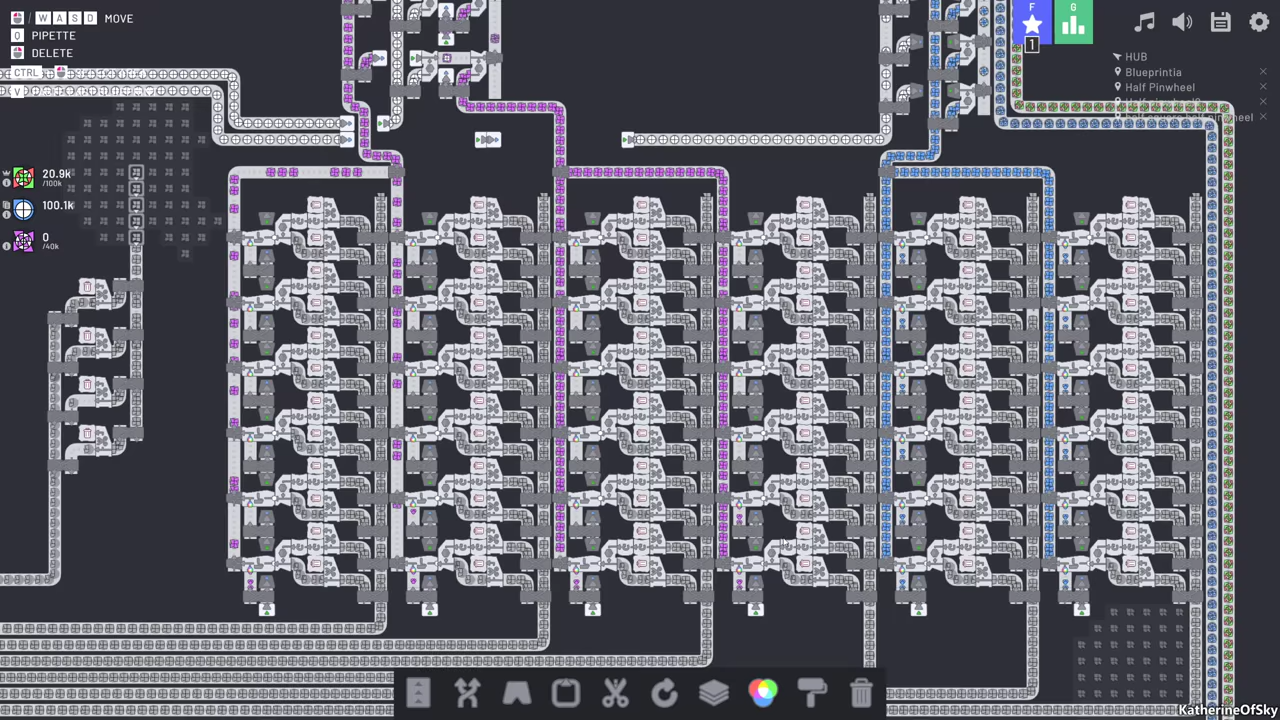 W A S D MOVE
Q PIPETTE
DELETE
CTRL
V
F
G
1
HUB
Blueprintia
Half Pinwheel
20.9K
/100k
100.1k
0
/40k
KatherineOfSky